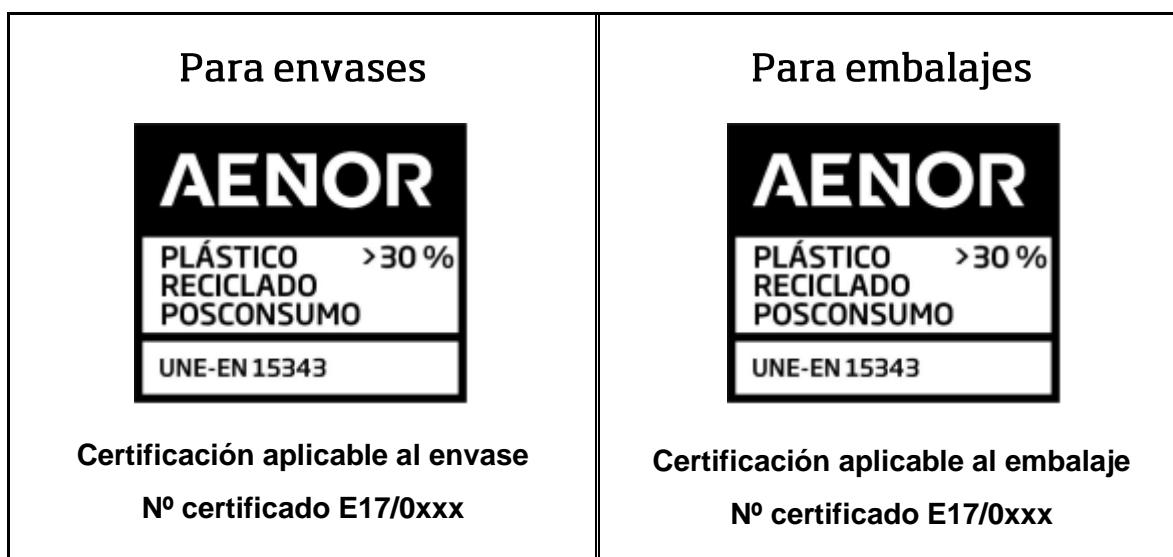 Para envases
AENOR
PLÁSTICO >30 %
RECICLADO
POSCONSUMO
UNE-EN 15343
Certificación aplicable al envase
Nº certificado E17/0xxx
Para embalajes
AENOR
PLÁSTICO >30 %
RECICLADO
POSCONSUMO
UNE-EN 15343
Certificación aplicable al embalaje
Nº certificado E17/0xxx